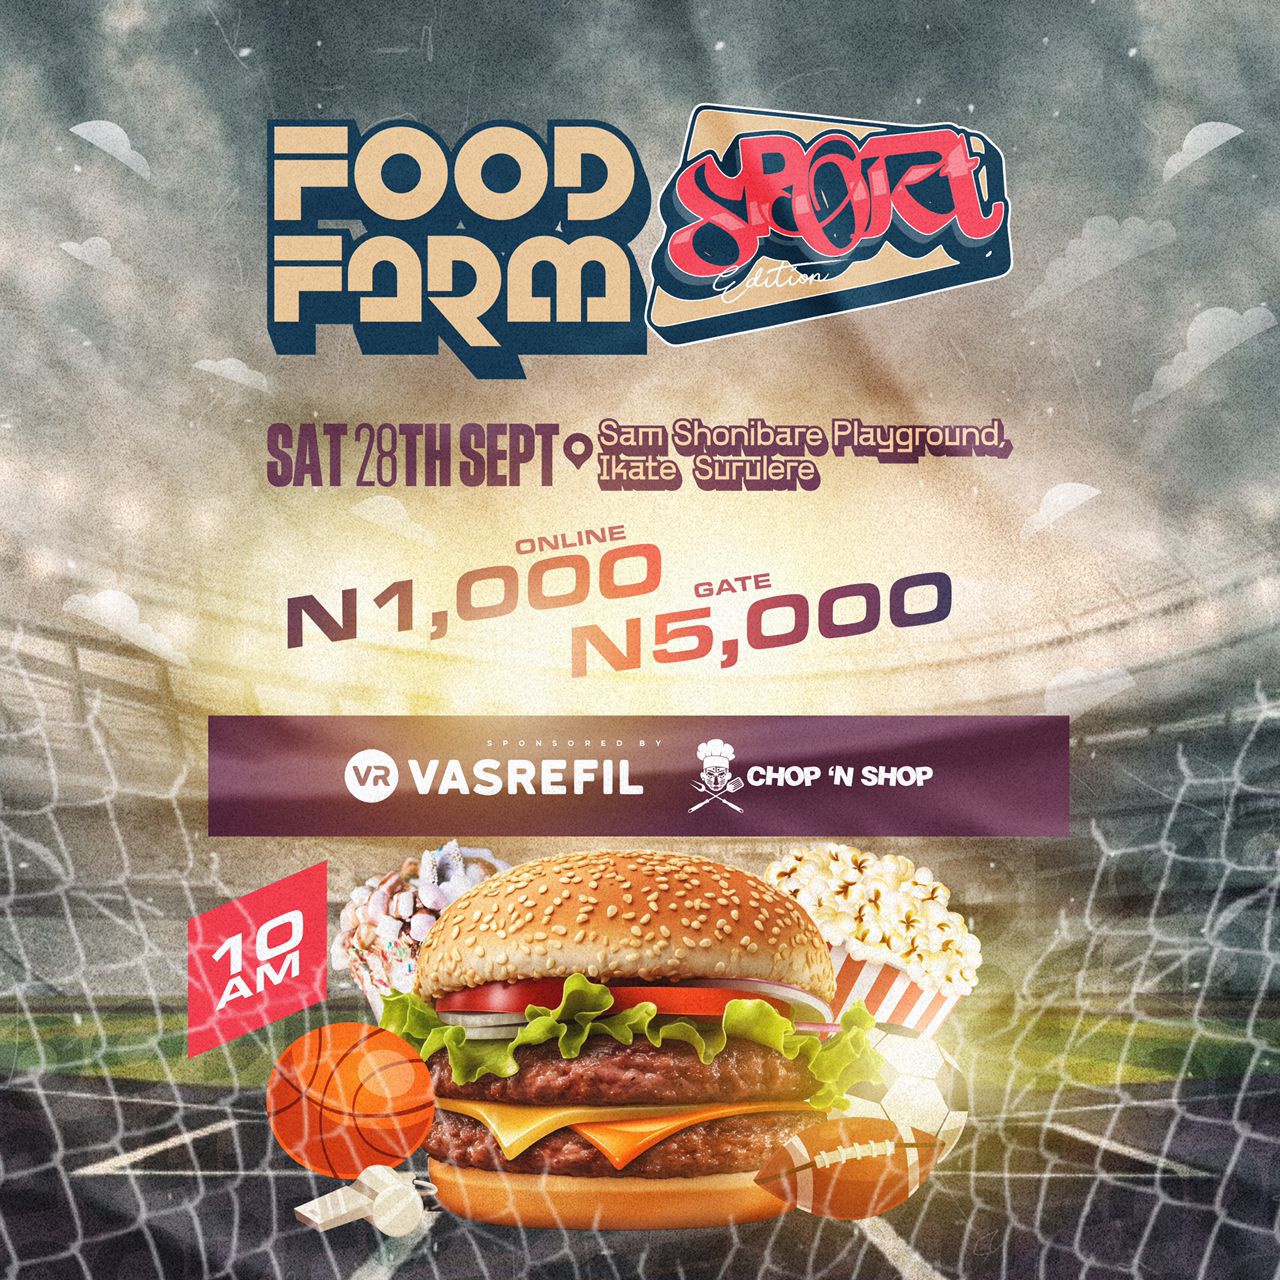 FOOD
FARM
SPORt
Edition
SAT 28TH SEPT
Sam Shonibare Playground,
Ikate Surulere
ONLINE
N1,000
GATE
N5,000
SPONSORED BY
VR VASREFIL
CHOP ‘N SHOP
10
AM